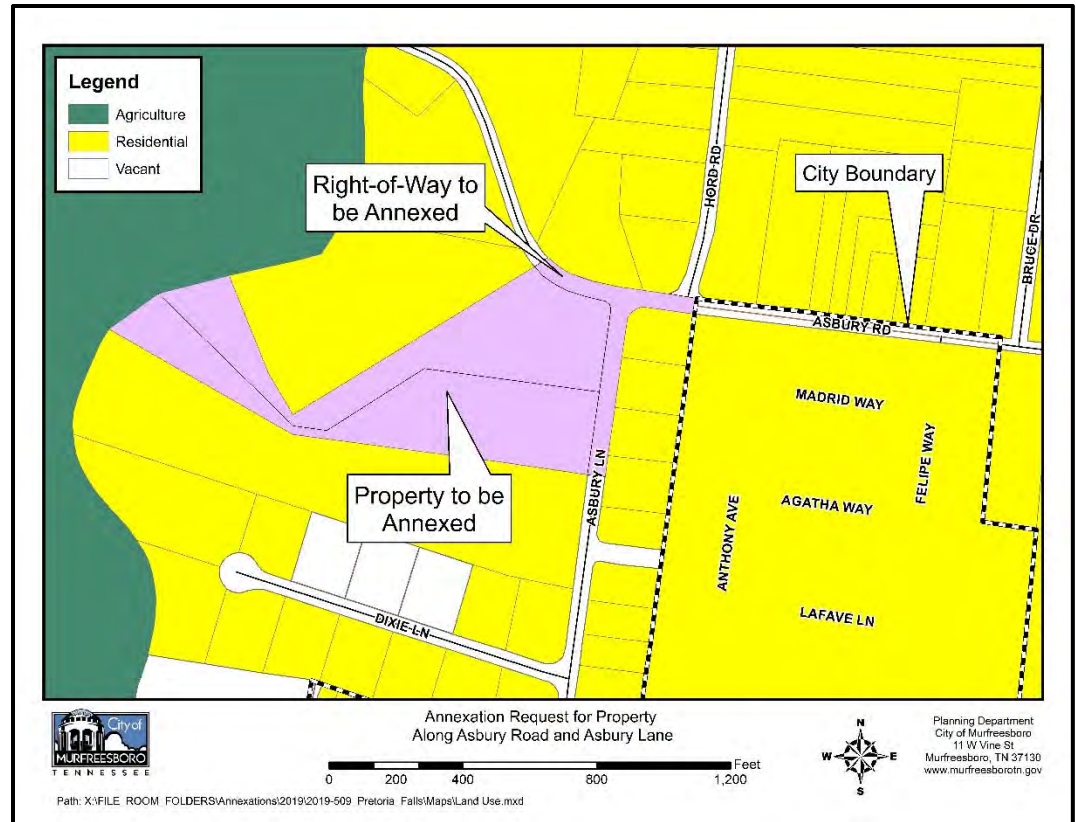 Legend
Agriculture
Residential
Vacant
Right-of-Way to
be Annexed
HORD RD
City Boundary
BRUCE DR
ASBURY RD
MADRID WAY
FELIPE WAY
Property to be
Annexed
ASBURY LN
ANTHONY AVE
AGATHA WAY
DIXIE LN
LAFAVE LN
City of
MURFREESBORO
TENNESSEE
Annexation Request for Property
Along Asbury Road and Asbury Lane
0 200 400 800 1,200
Feet
N
W E
S
Planning Department
City of Murfreesboro
11 W Vine St
Murfreesboro, TN 37130
www.murfreesborotn.gov
Path: X:\FILE ROOM FOLDERS\Annexations\2019\2019-509 Pretoria Falls\Maps\Land Use.mxd